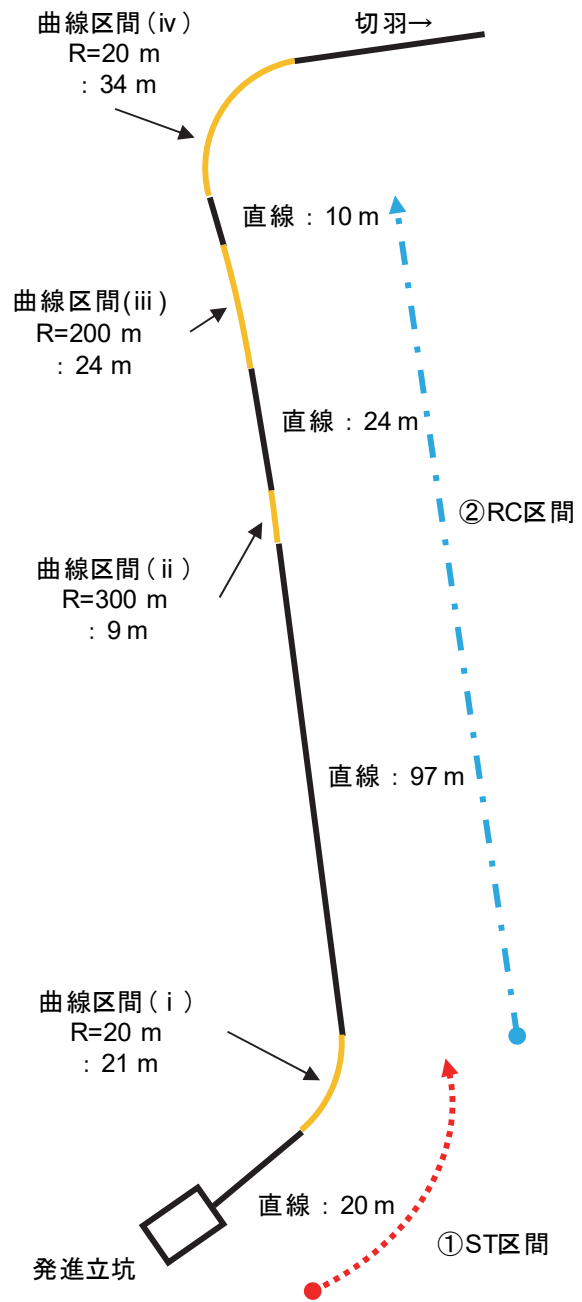 曲線区間(iv)
R=20 m
: 34 m
切羽→
直線：10 m
曲線区間(iii)
R=200 m
: 24 m
直線：24 m
②RC区間
曲線区間(ii)
R=300 m
: 9 m
直線：97 m
曲線区間(i)
R=20 m
: 21 m
直線：20 m
①ST区間
発進立坑